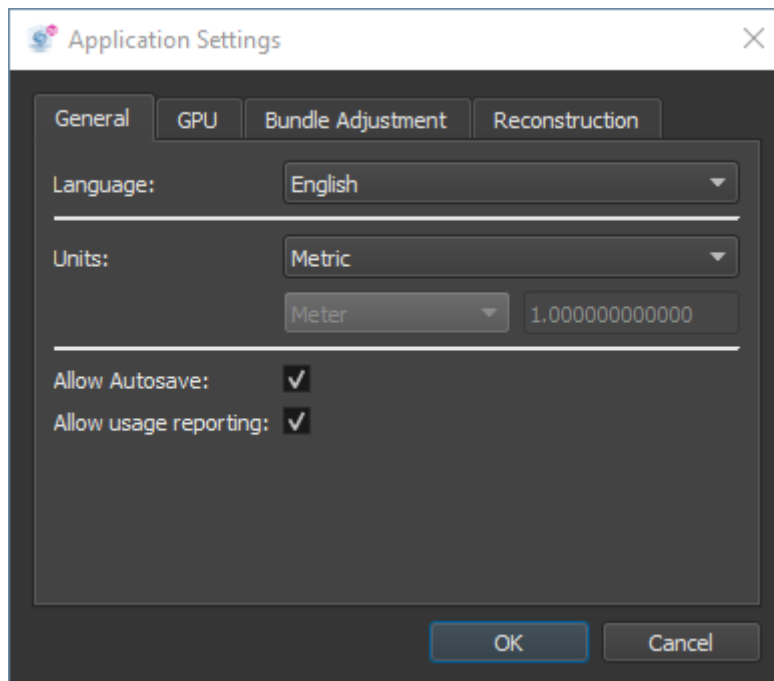 Application Settings
General GPU Bundle Adjustment Reconstruction
Language: English
Units: Metric
Meter 1.000000000000
Allow Autosave:
Allow usage reporting:
OK Cancel